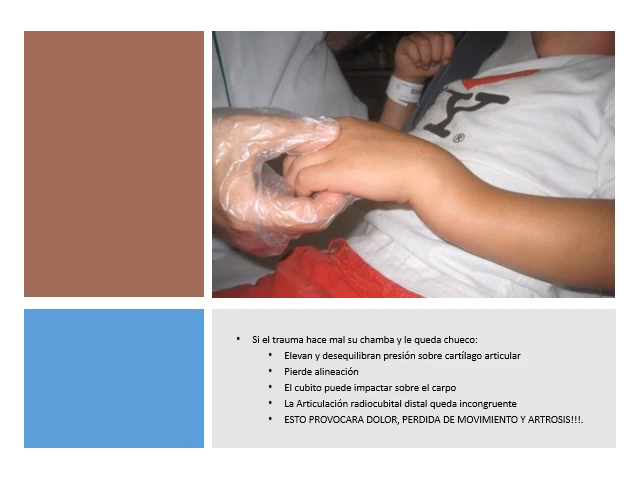 Y
®
• Si el trauma hace mal su chamba y le queda chueco:
• Elevan y desequilibran presión sobre cartílago articular
• Pierde alineación
• El cubito puede impactar sobre el carpo
• La Articulación radiocubital distal queda incongruente
• ESTO PROVOCARA DOLOR, PERDIDA DE MOVIMIENTO Y ARTROSIS!!!.